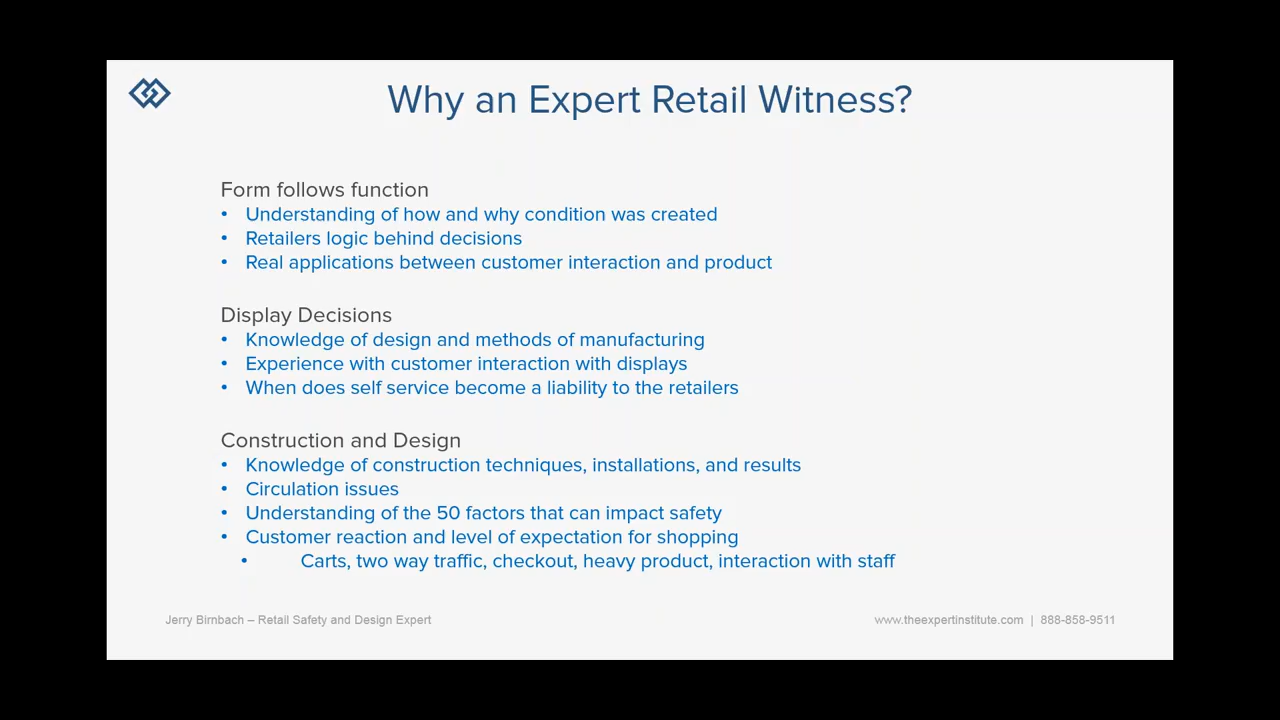 Why an Expert Retail Witness?
Form follows function
• Understanding of how and why condition was created
• Retailers logic behind decisions
• Real applications between customer interaction and product
Display Decisions
• Knowledge of design and methods of manufacturing
• Experience with customer interaction with displays
• When does self service become a liability to the retailers
Construction and Design
• Knowledge of construction techniques, installations, and results
• Circulation issues
• Understanding of the 50 factors that can impact safety
• Customer reaction and level of expectation for shopping
• Carts, two way traffic, checkout, heavy product, interaction with staff
Jerry Birnbach – Retail Safety and Design Expert
www.theexpertinstitute.com | 888-858-9511